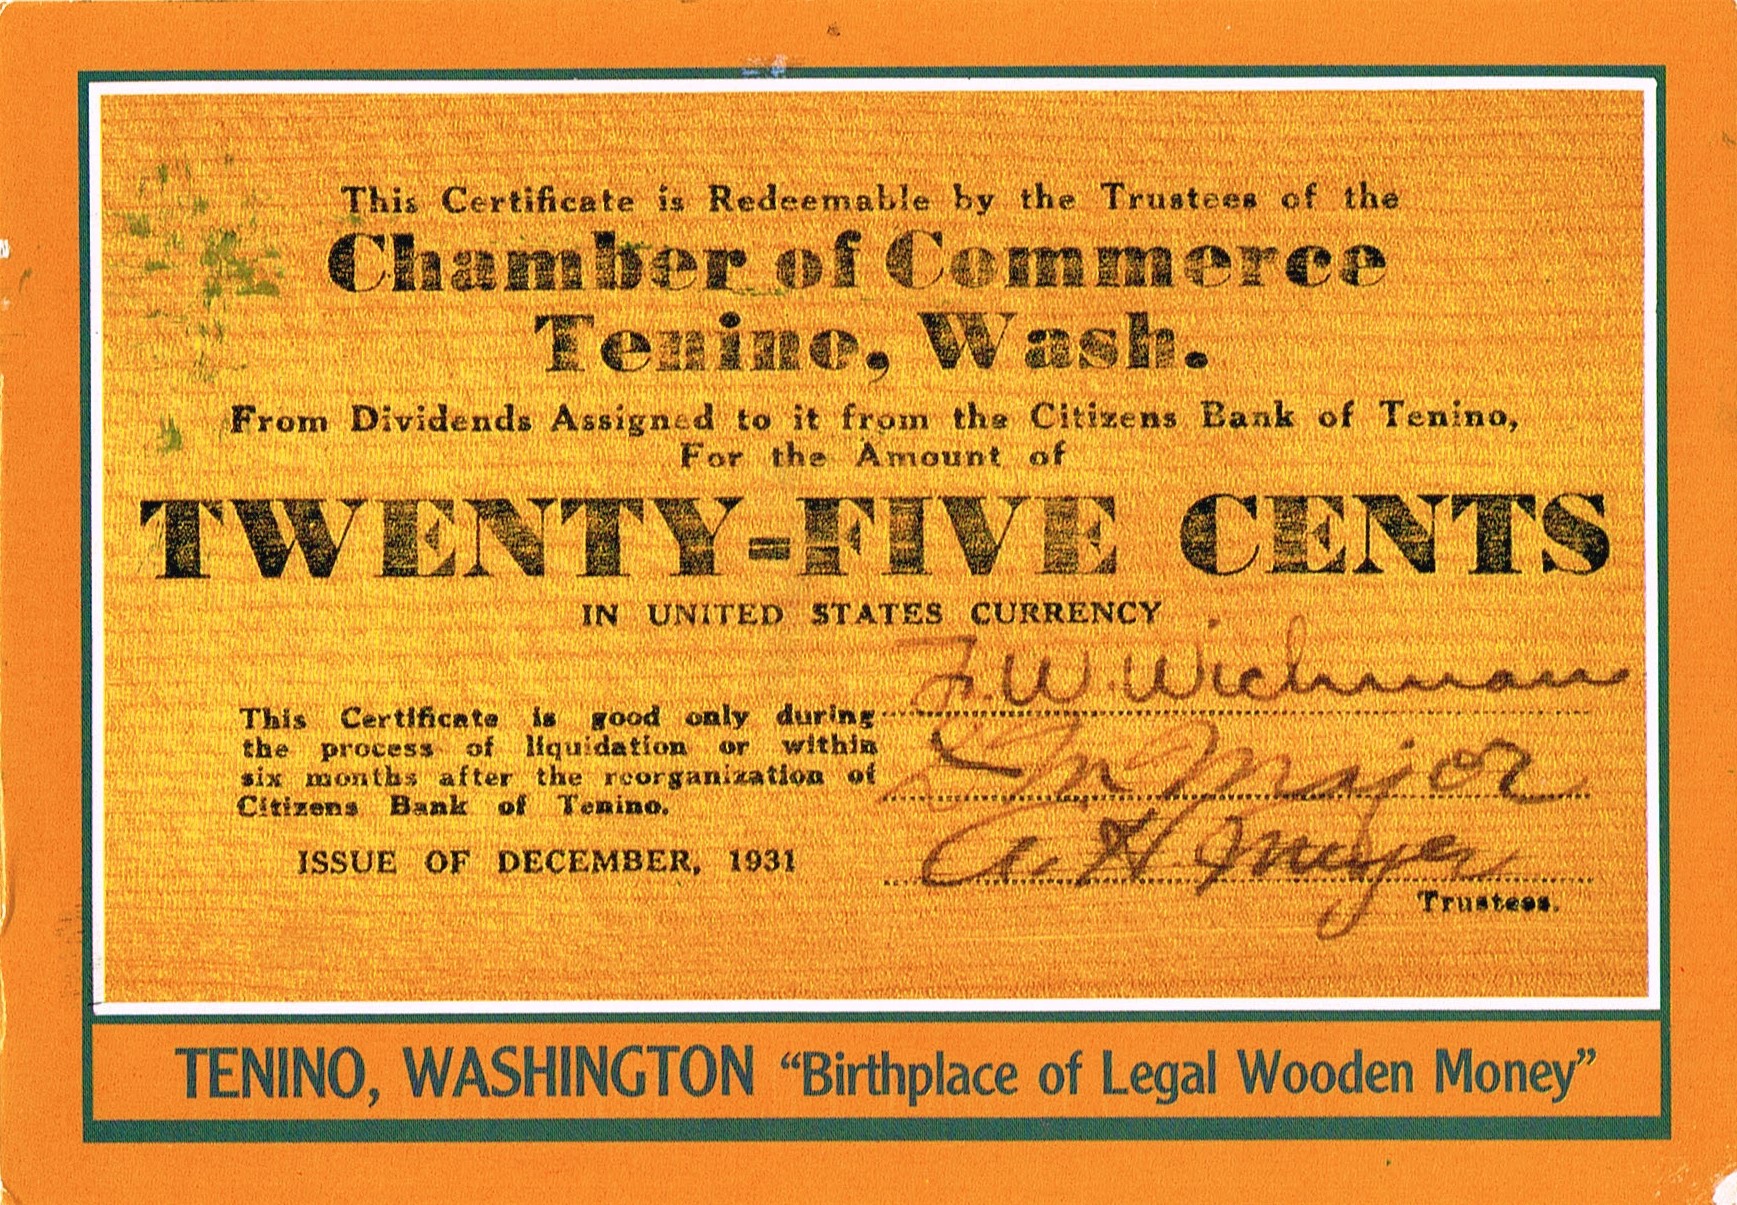 This Certificate is Redeemable by the Trustees of the
Chamber of Commerce
Tenino, Wash.
From Dividends Assigned to it from the Citizens Bank of Tenino,
For the Amount of
TWENTY=FIVE CENTS
IN UNITED STATES CURRENCY
This Certificate is good only during
the process of liquidation or within
six months after the reorganization of
Citizens Bank of Tenino.
ISSUE OF DECEMBER, 1931
F. W. Wichman
Major
A. H. Meyer
Trustees.
TENINO, WASHINGTON “Birthplace of Legal Wooden Money”